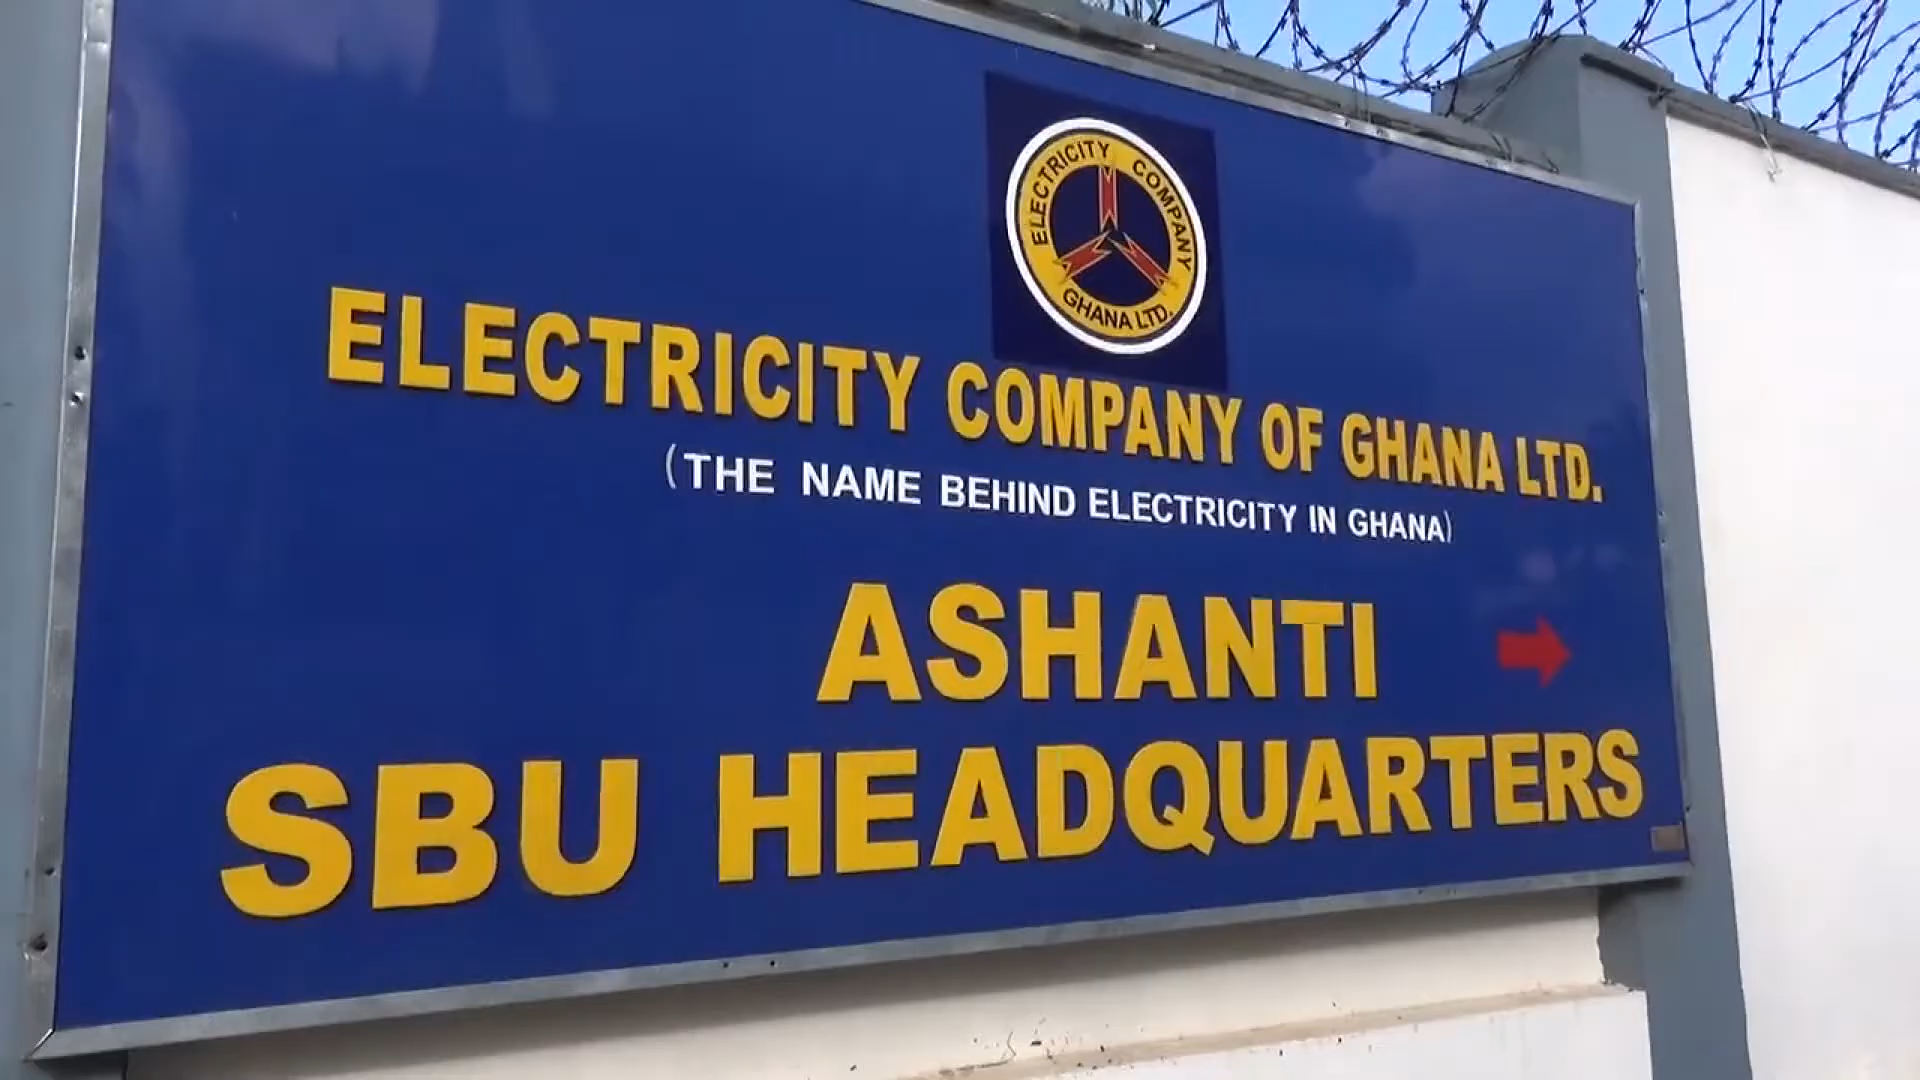 ELECTRICITY COMPANY
GHANA LTD.
ELECTRICITY COMPANY OF GHANA LTD.
(THE NAME BEHIND ELECTRICITY IN GHANA)
ASHANTI
SBU HEADQUARTERS